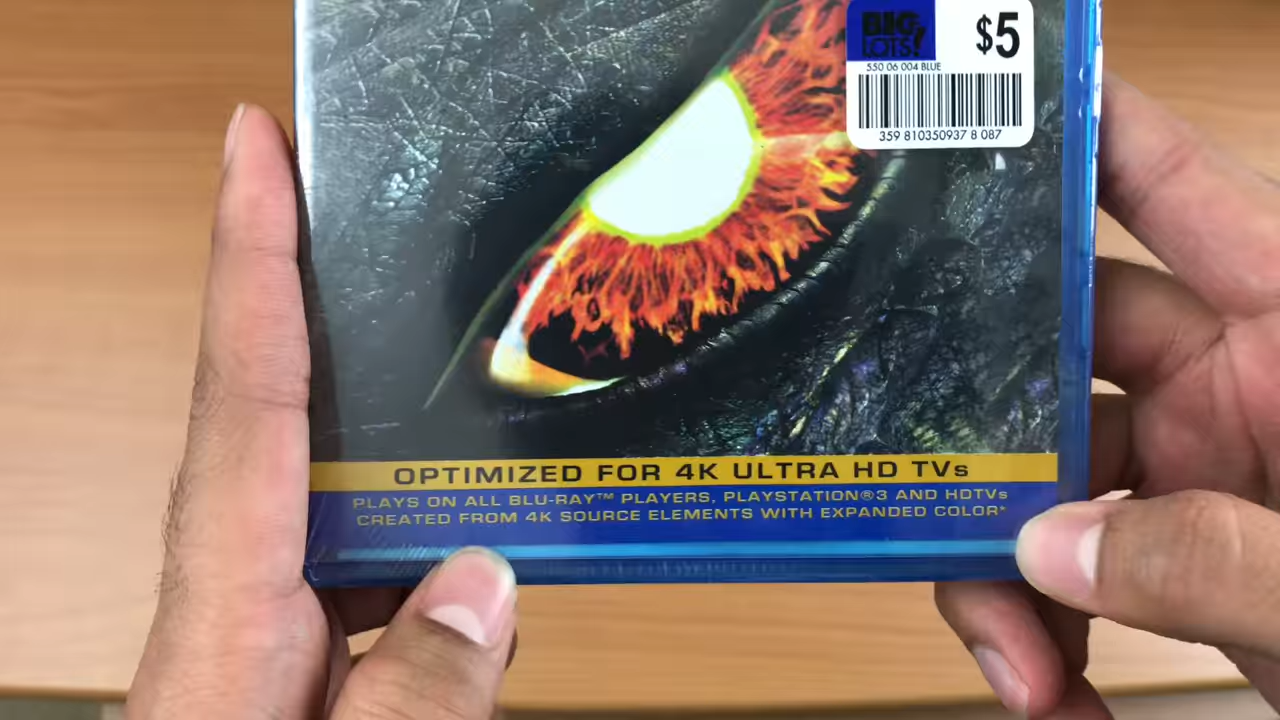 BIG LOTS!
$5
550 06 004 BLUE
359 810350937 8 087
OPTIMIZED FOR 4K ULTRA HD TVs
PLAYS ON ALL BLU-RAY™ PLAYERS, PLAYSTATION®3 AND HDTVs
CREATED FROM 4K SOURCE ELEMENTS WITH EXPANDED COLOR*